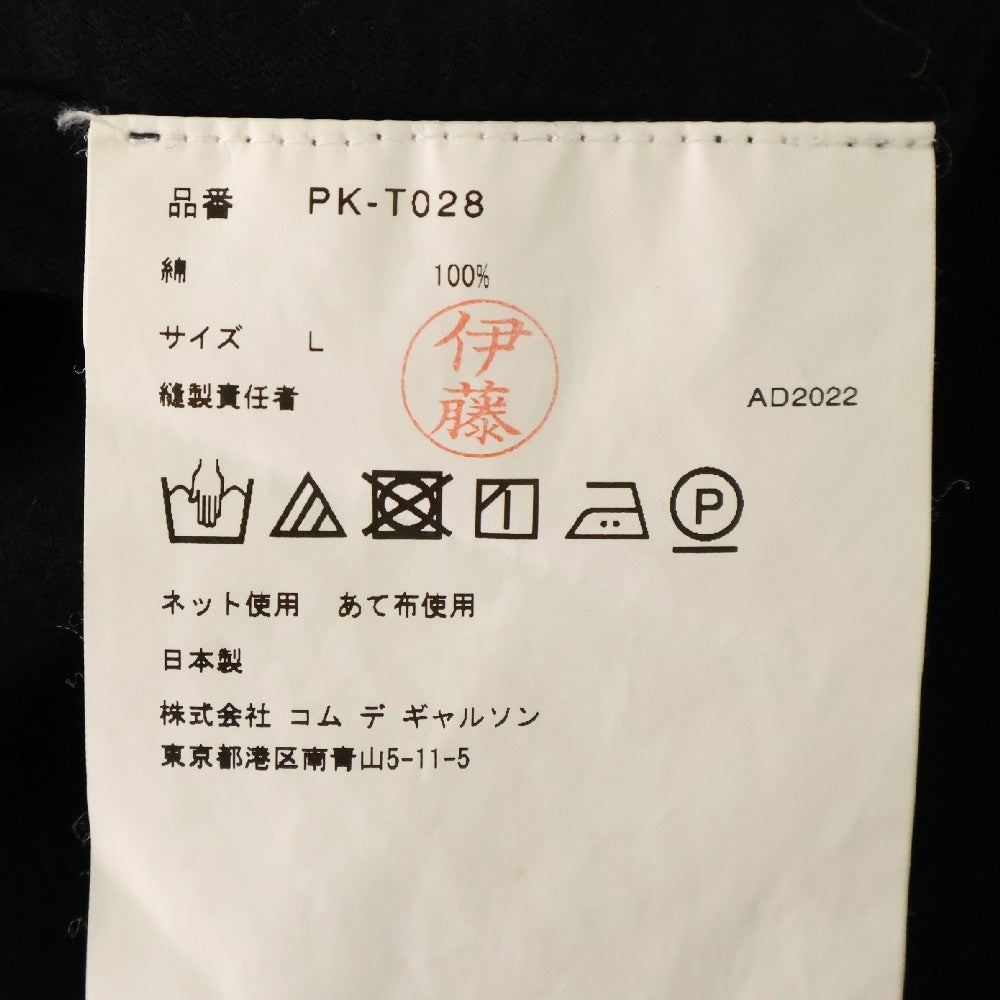 品番 PK-T028
綿 100%
サイズ L
縫製責任者 伊藤 AD2022
P
ネット使用 あて布使用
日本製
株式会社 コム デ ギャルソン
東京都港区南青山5-11-5